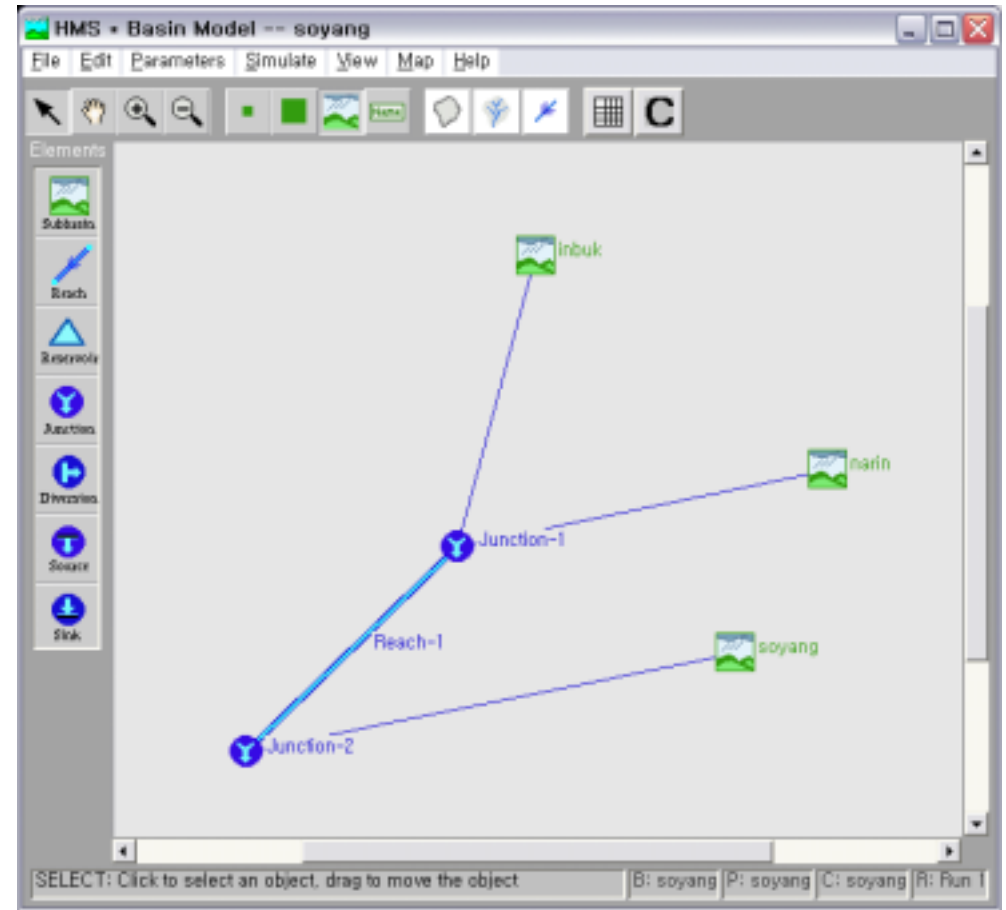 HMS * Basin Model -- soyang
File Edit Parameters Simulate View Map Help
Name
C
Elements
Subbasin
Reach
Reservoir
Junction
Diversion
Source
Sink
inbuk
narin
Junction-1
Reach-1
soyang
Junction-2
SELECT: Click to select an object, drag to move the object
B: soyang P: soyang C: soyang R: Run 1